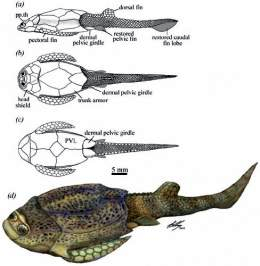 (a)
dorsal fin
pp.th
pectoral fin
dermal
pelvic girdle
restored
pelvic fin
restored caudal
fin lobe
(b)
head
shield
trunk armor
dermal pelvic girdle
(c)
dermal pelvic girdle
PVL
5 mm
(d)